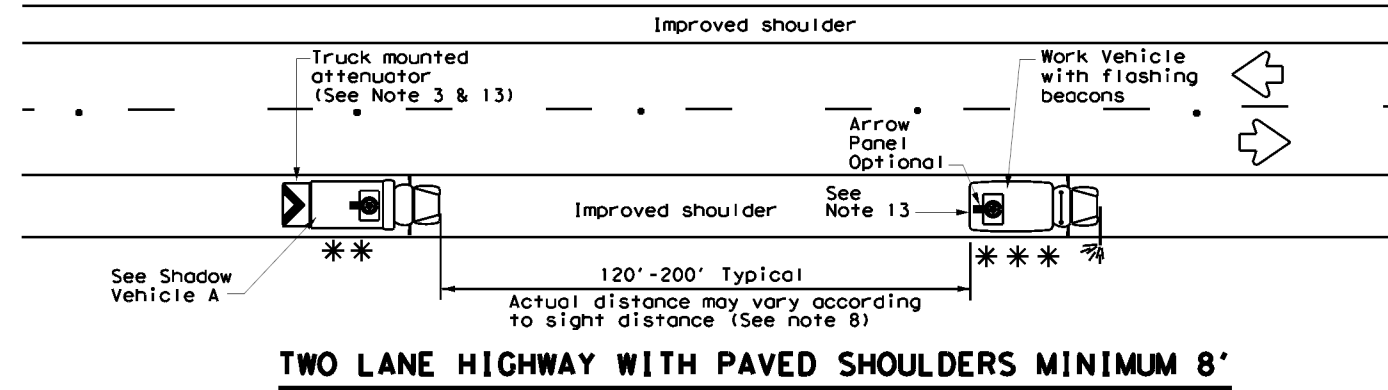 Improved shoulder
Truck mounted
attenuator
(See Note 3 & 13)
Work Vehicle
with flashing
beacons
Arrow
Panel
Optional
See
Note 13
Improved shoulder
See Shadow
Vehicle A
** 
***
120'-200' Typical
Actual distance may vary according
to sight distance (See note 8)
TWO LANE HIGHWAY WITH PAVED SHOULDERS MINIMUM 8'